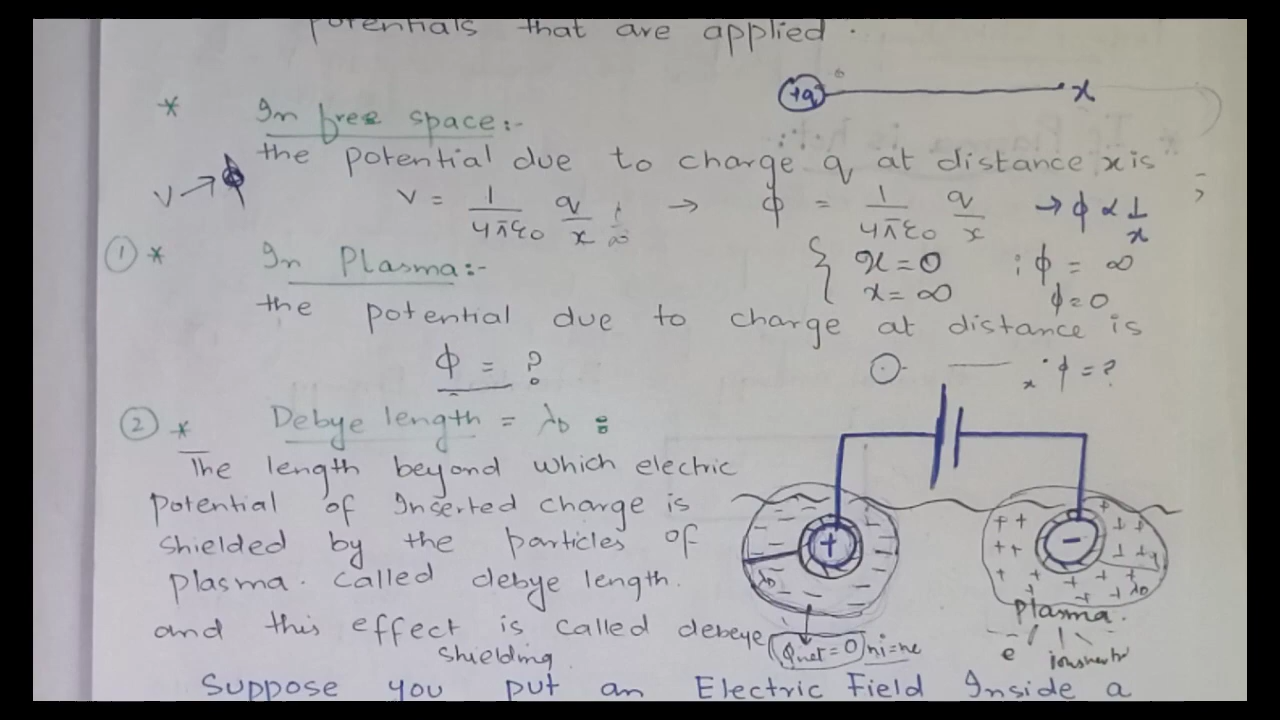 potentials that are applied.
+q x
* In free space:-
the potential due to charge q at distance x is
V → ϕ V = 1/4πε0 q/x → ϕ = 1/4πε0 q/x → ϕ ∝ 1/x
① * In Plasma:- { x = 0 ; ϕ = ∞
x = ∞ ϕ = 0
the potential due to charge at distance is
ϕ = ? x ϕ = ?
② * Debye length = λD :
The length beyond which electric
Potential of Inserted charge is
shielded by the particles of
plasma. called debye length.
and this effect is called debeye
shielding.
+ -
λD λD
qnet = 0 ni = ne
Plasma.
e ions
Suppose you put an Electric Field Inside a